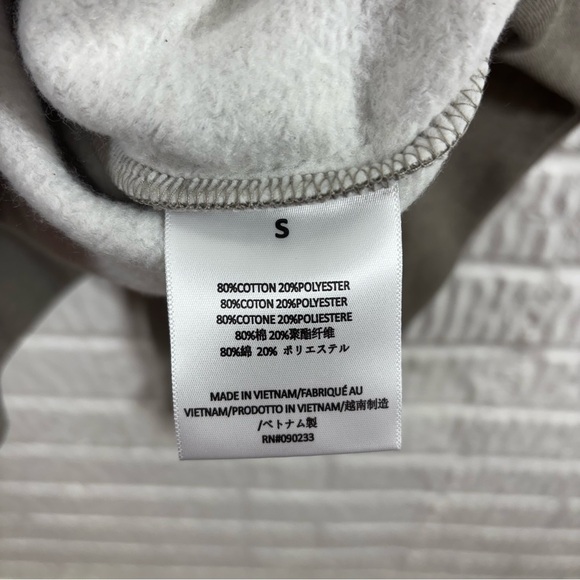 S
80%COTTON 20%POLYESTER
80%COTON 20%POLYESTER
80%COTONE 20%POLIESTERE
80%棉 20%聚酯纤维
80%綿 20% ポリエステル
MADE IN VIETNAM/FABRIQUÉ AU
VIETNAM/PRODOTTO IN VIETNAM/越南制造
/ベトナム製
RN#090233